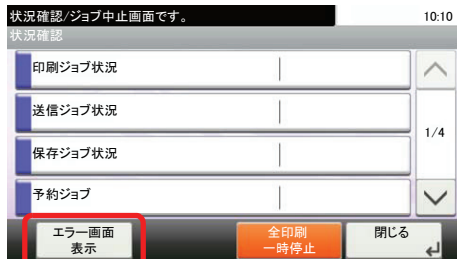 状況確認/ジョブ中止画面です。
10:10
状況確認
印刷ジョブ状況
送信ジョブ状況
1/4
保存ジョブ状況
予約ジョブ
エラー画面
表示
全印刷
一時停止
閉じる